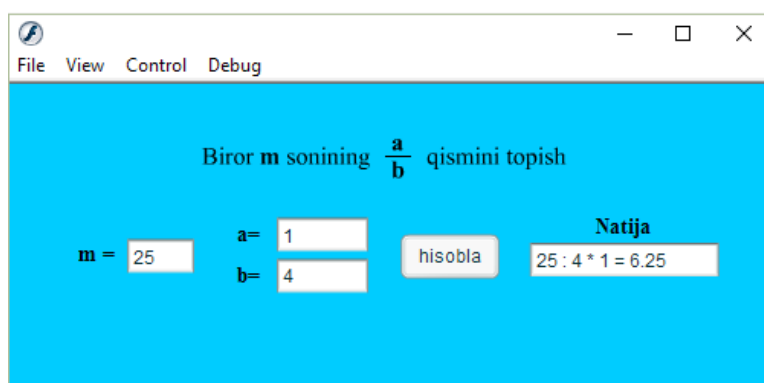 File View Control Debug
Biror m sonining a/b qismini topish
m = 25
a= 1
b= 4
hisobla
Natija
25 : 4 * 1 = 6.25